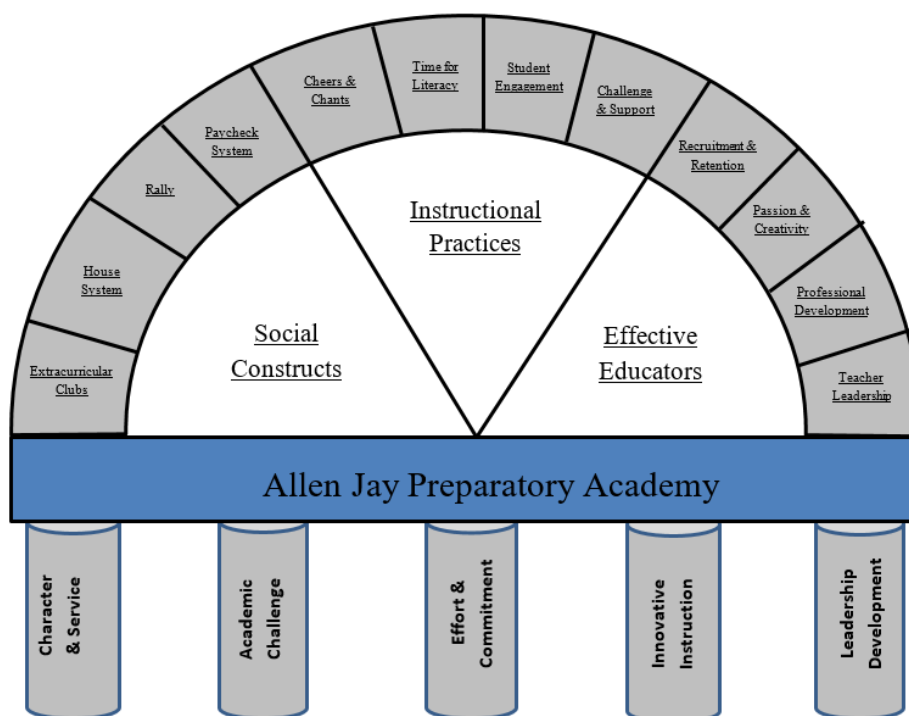 Extracurricular
Clubs
House
System
Rally
Paycheck
System
Cheers &
Chants
Time for
Literacy
Student
Engagement
Challenge
& Support
Recruitment &
Retention
Passion &
Creativity
Professional
Development
Teacher
Leadership
Social
Constructs
Instructional
Practices
Effective
Educators
Allen Jay Preparatory Academy
Character
& Service
Academic
Challenge
Effort &
Commitment
Innovative
Instruction
Leadership
Development